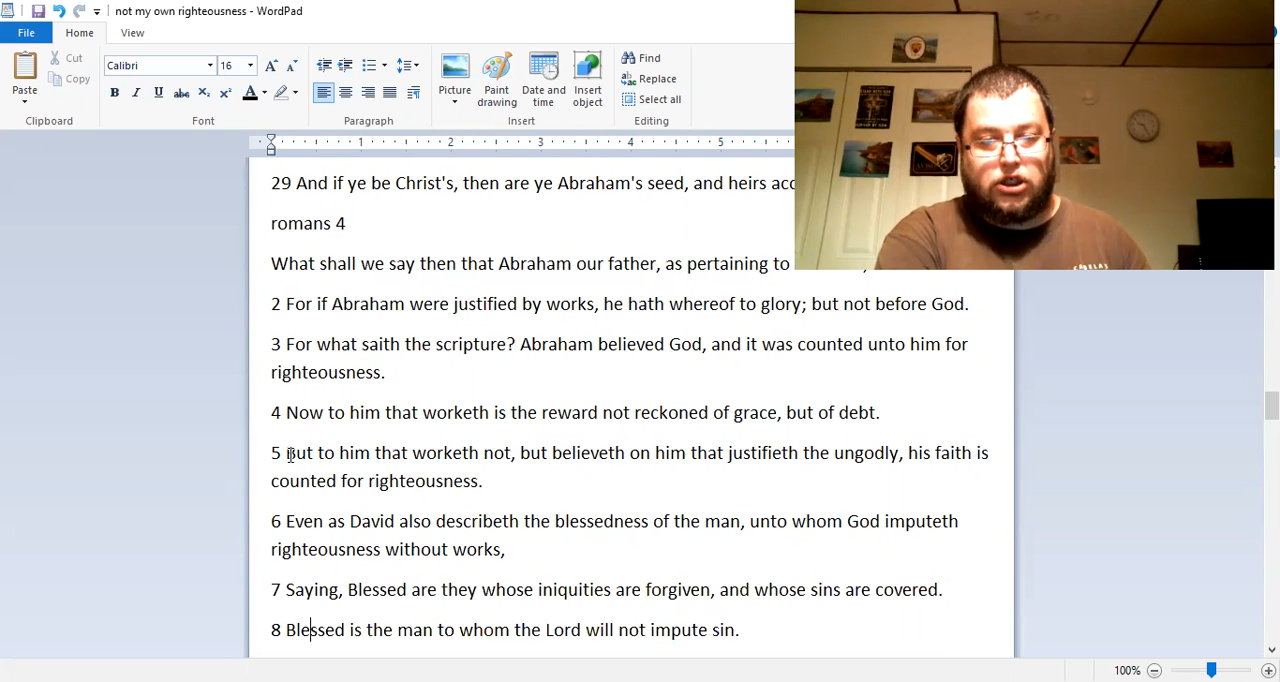 not my own righteousness - WordPad
File
Home
View
Paste
Cut
Copy
Clipboard
Calibri
16
B I U abc X₂ X² A
Font
Paragraph
Picture
Paint drawing
Date and time
Insert object
Insert
Find
Replace
Select all
Editing
1 2 3 4 5
29 And if ye be Christ's, then are ye Abraham's seed, and heirs acc
romans 4
What shall we say then that Abraham our father, as pertaining to
2 For if Abraham were justified by works, he hath whereof to glory; but not before God.
3 For what saith the scripture? Abraham believed God, and it was counted unto him for
righteousness.
4 Now to him that worketh is the reward not reckoned of grace, but of debt.
5 But to him that worketh not, but believeth on him that justifieth the ungodly, his faith is
counted for righteousness.
6 Even as David also describeth the blessedness of the man, unto whom God imputeth
righteousness without works,
7 Saying, Blessed are they whose iniquities are forgiven, and whose sins are covered.
8 Blessed is the man to whom the Lord will not impute sin.
100%
CABELAS